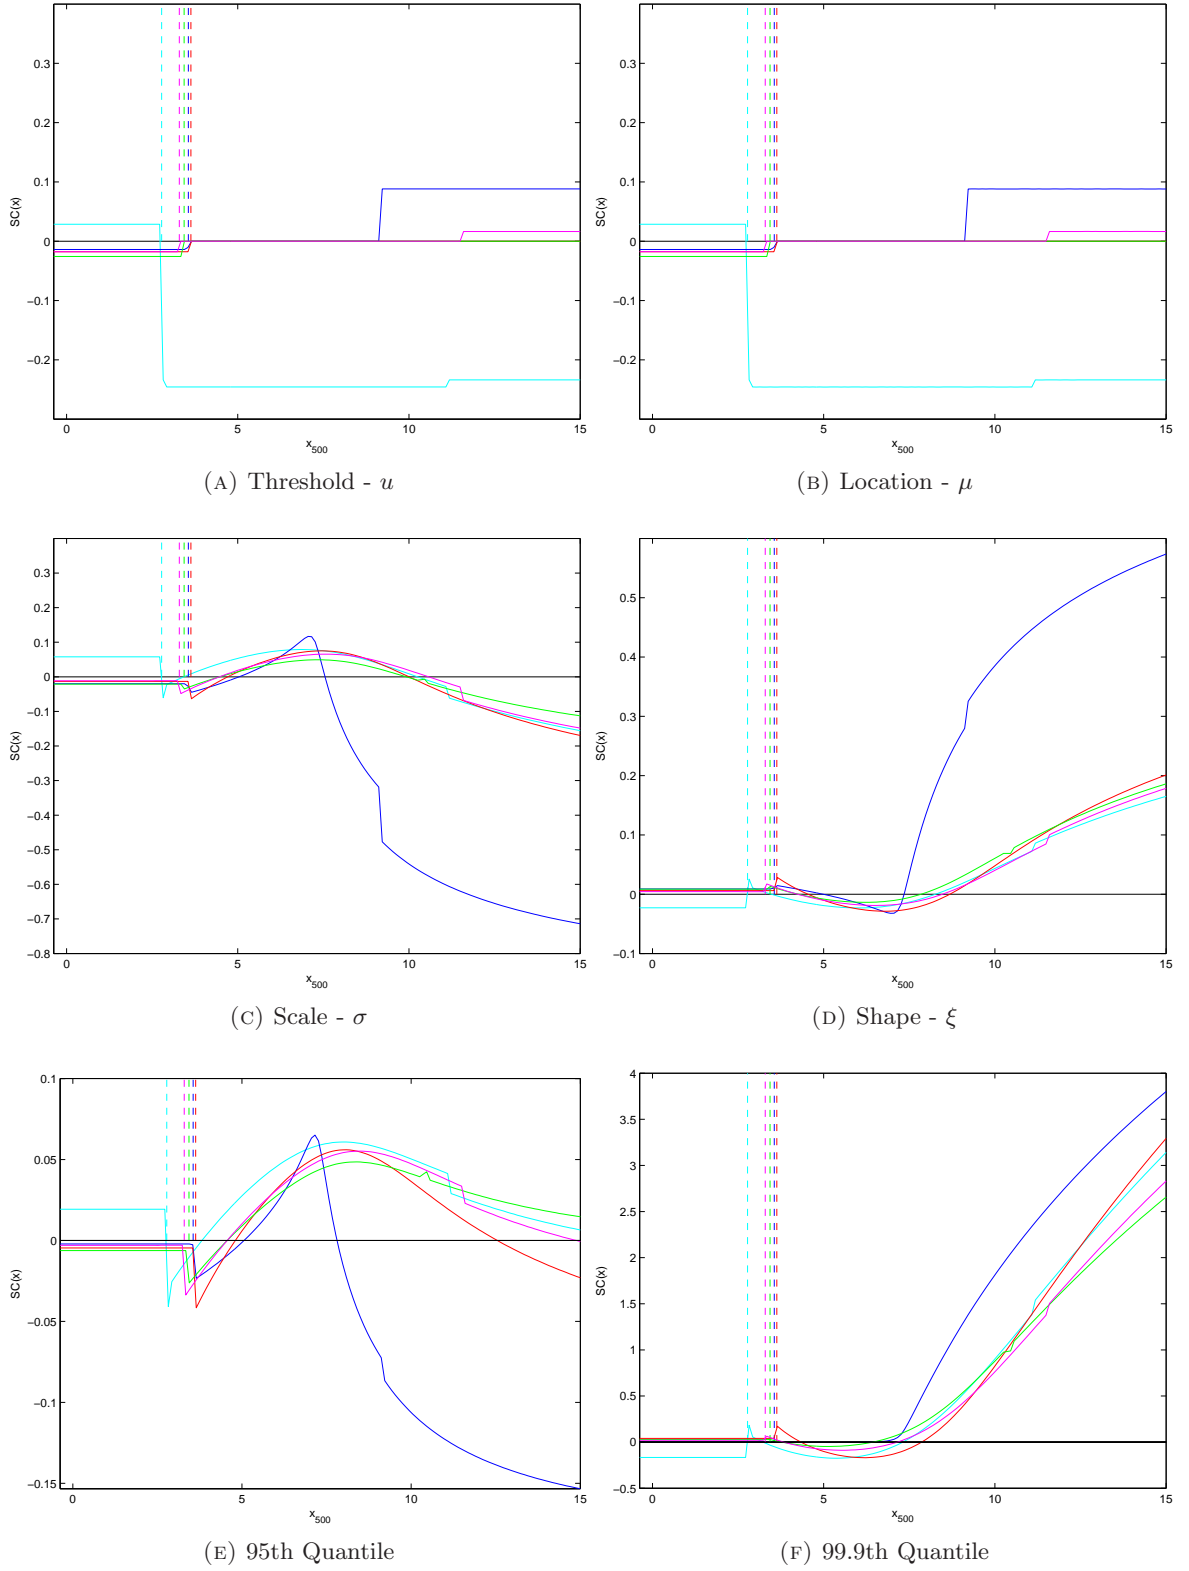 0.3
0.2
0.1
0
−0.1
−0.2
SC(x)
0 5 10 15
x500
(A) Threshold - u
0.3
0.2
0.1
0
−0.1
−0.2
SC(x)
0 5 10 15
x500
(B) Location - μ
0.3
0.2
0.1
0
−0.1
−0.2
−0.3
−0.4
−0.5
−0.6
−0.7
−0.8
SC(x)
0 5 10 15
x500
(C) Scale - σ
0.5
0.4
0.3
0.2
0.1
0
−0.1
SC(x)
0 5 10 15
x500
(D) Shape - ξ
0.1
0.05
0
−0.05
−0.1
−0.15
SC(x)
0 5 10 15
x500
(E) 95th Quantile
4
3.5
3
2.5
2
1.5
1
0.5
0
−0.5
SC(x)
0 5 10 15
x500
(F) 99.9th Quantile